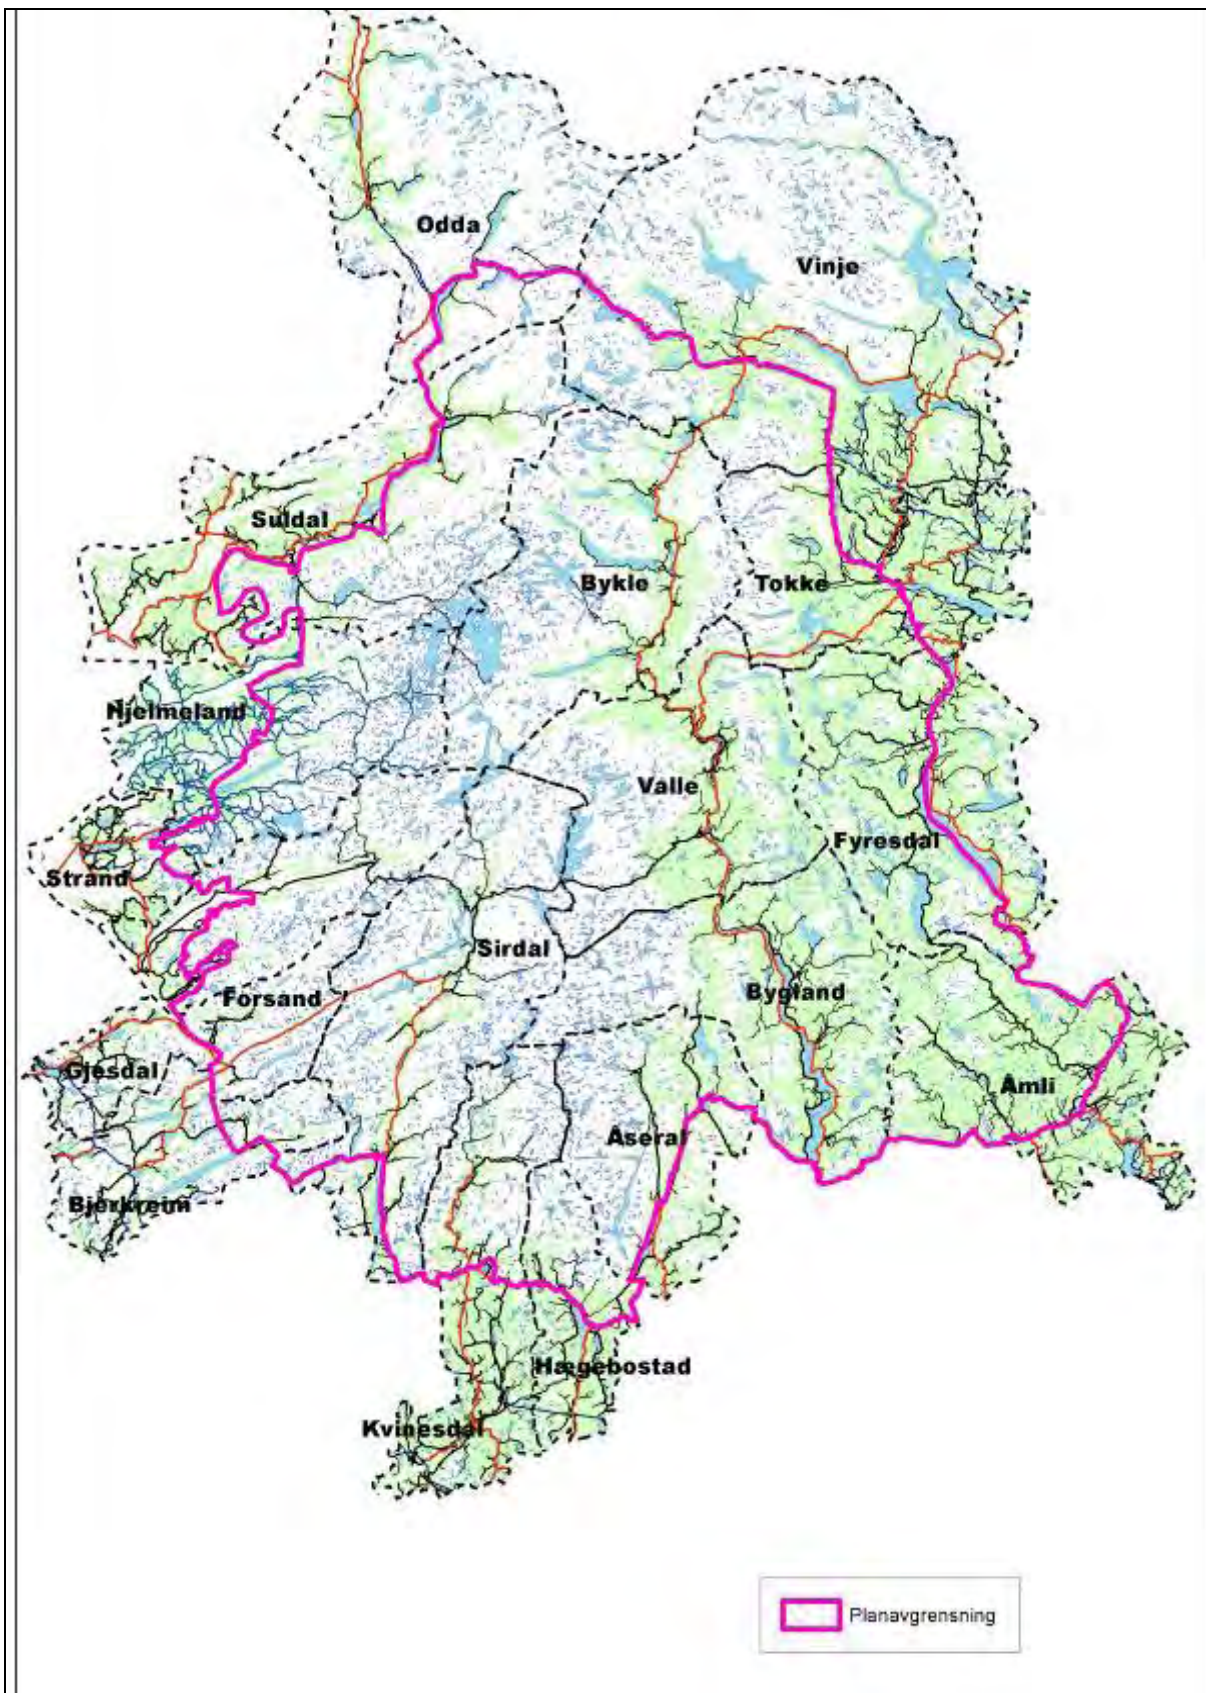 Odda
Vinje
Suldal
Bykle
Tokke
Hjelmeland
Valle
Fyresdal
Strand
Sirdal
Forsand
Bygland
Gjesdal
Åmli
Åseral
Bjerkreim
Hægebostad
Kvinesdal
Planavgrensning